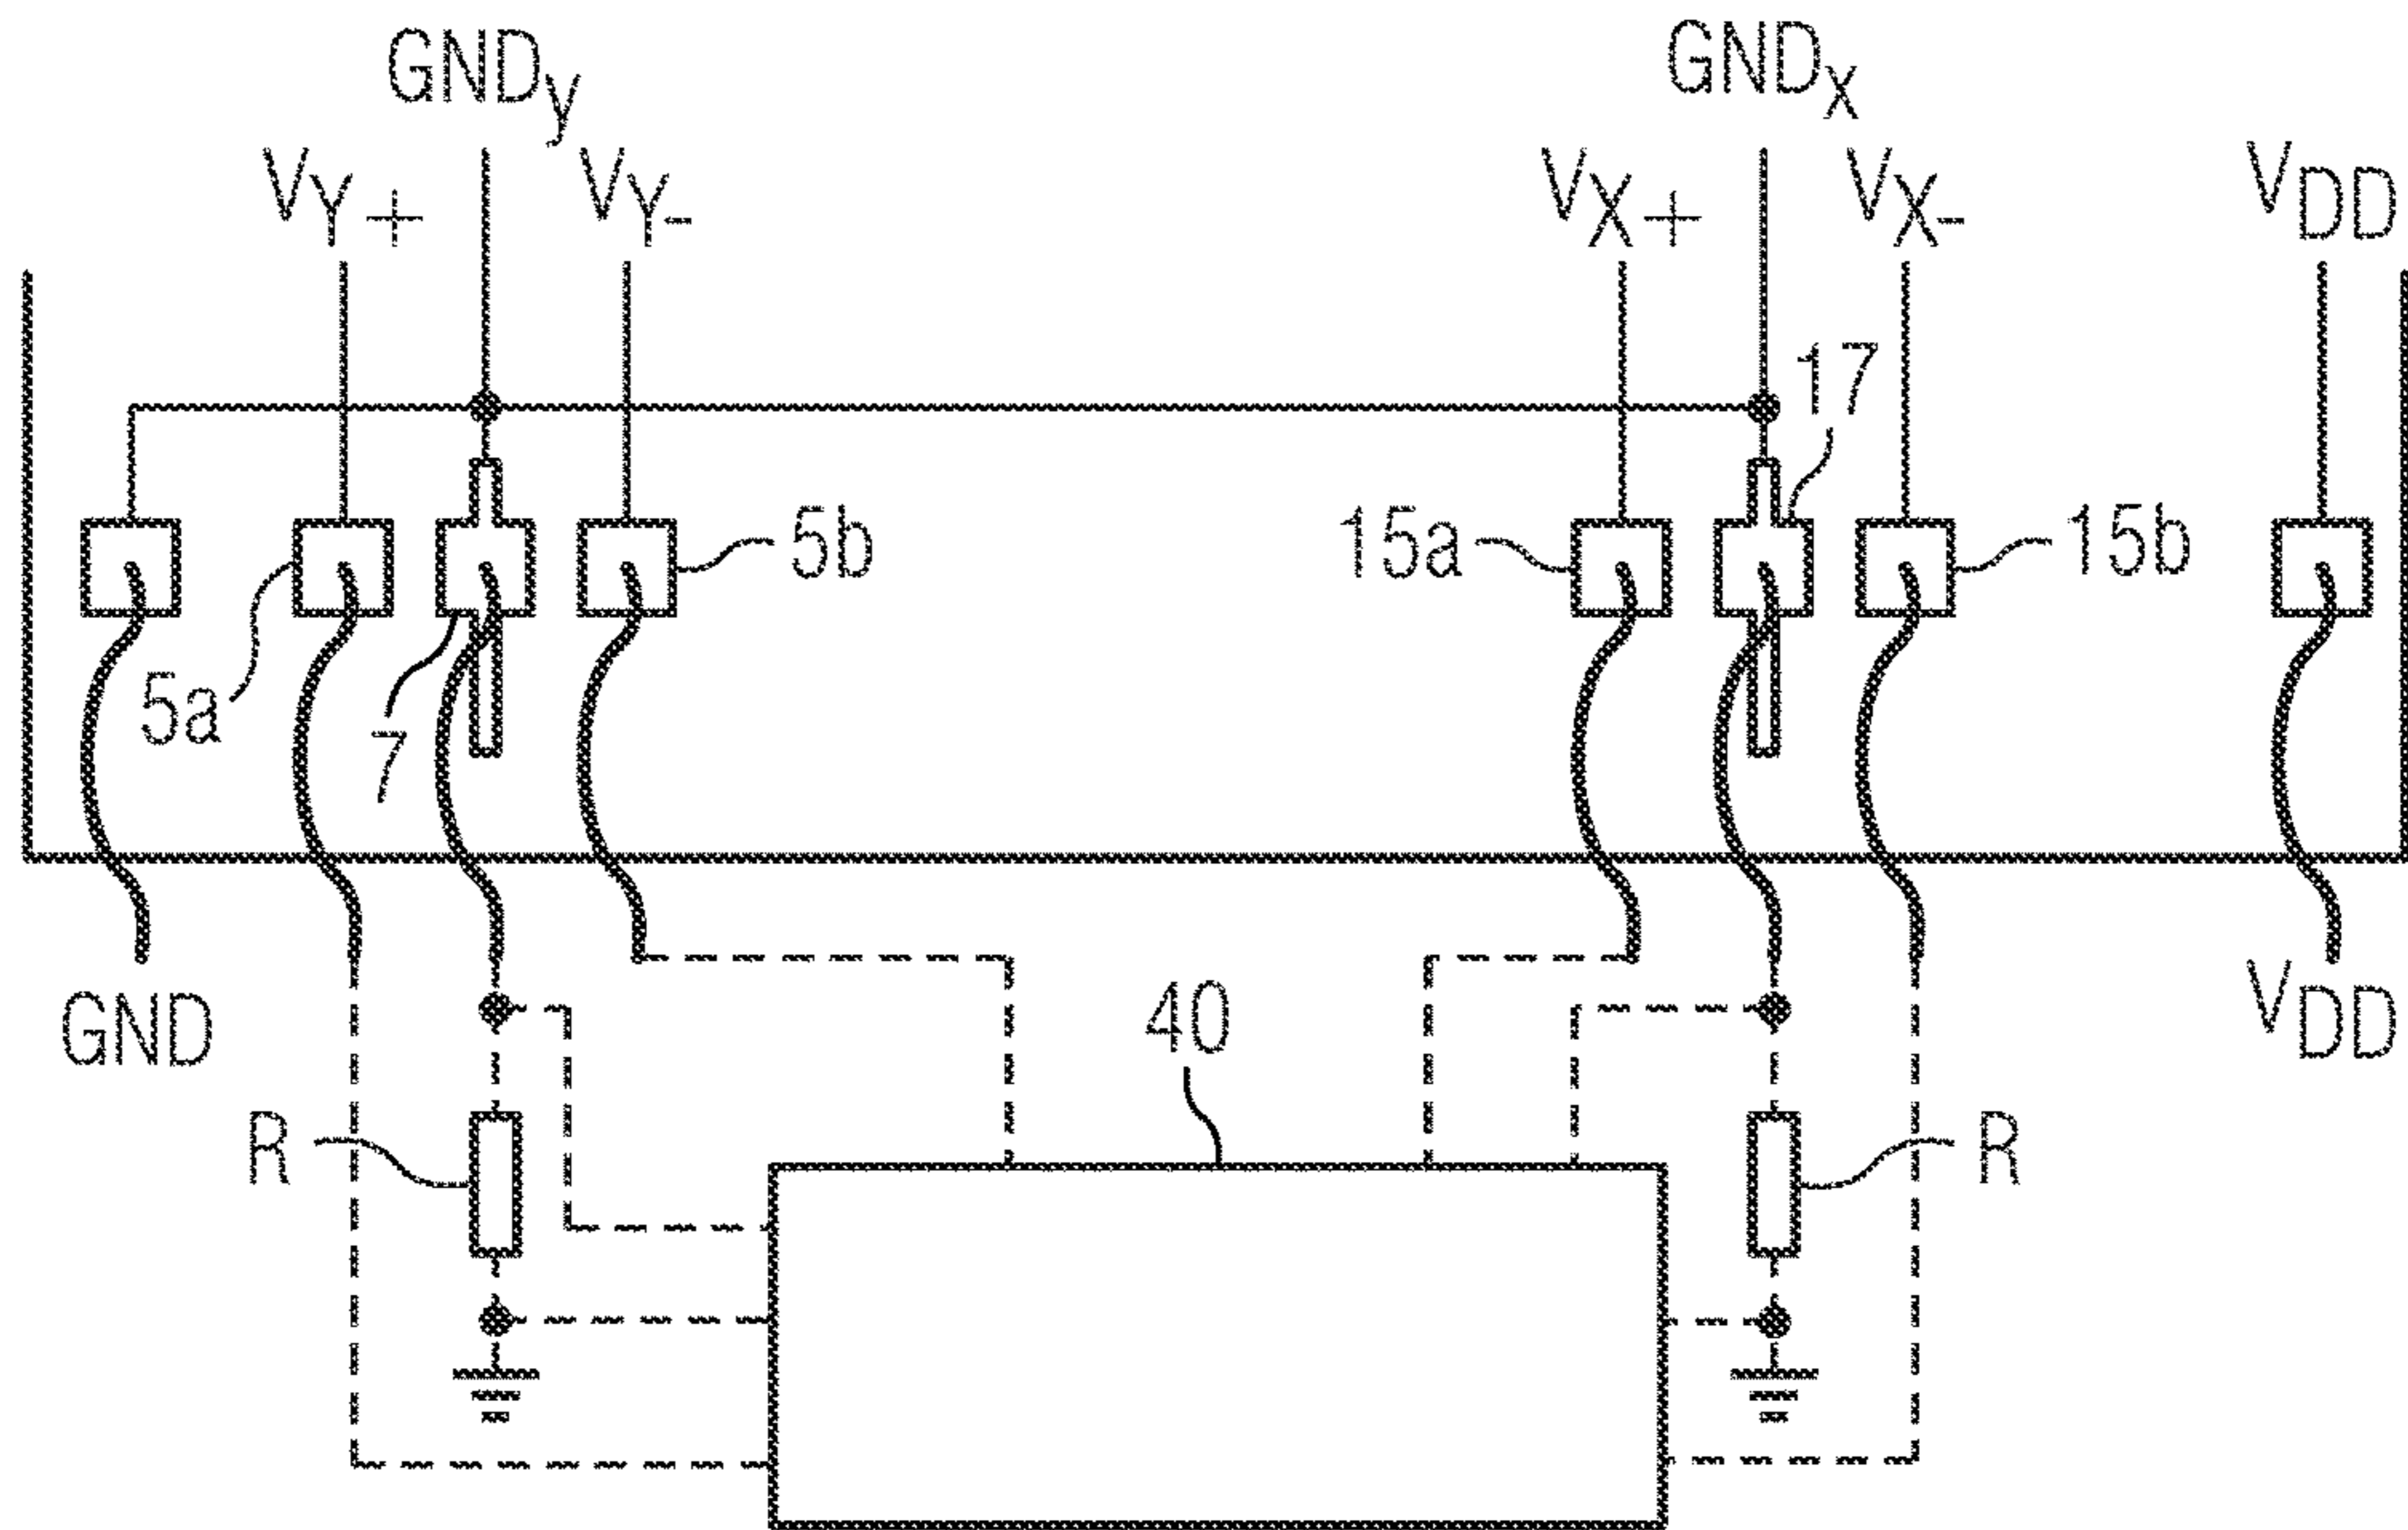 GNDy GNDX
VY+ VY- VX+ VX- VDD
17
5b 15a 15b
5a 7
GND 40 VDD
R R